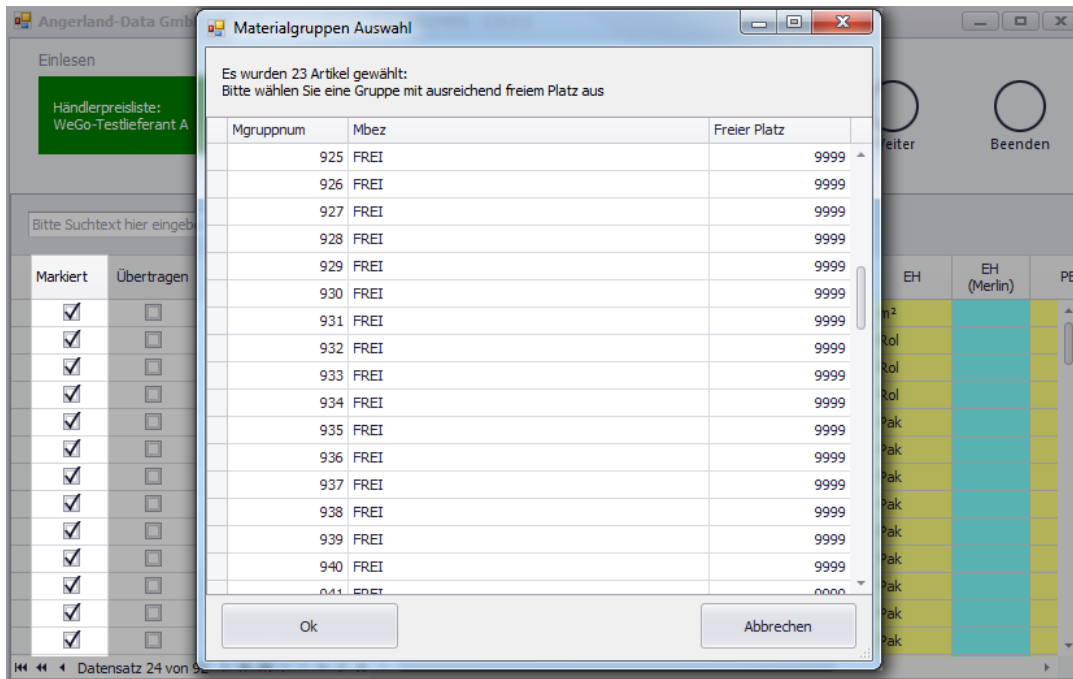 Angerland-Data
Materialgruppen Auswahl
Einlesen
Händlerpreisliste:
WeGo-Testlieferant A
Es wurden 23 Artikel gewählt:
Bitte wählen Sie eine Gruppe mit ausreichend freiem Platz aus
Beenden
Bitte Suchtext hier
Mgruppnum Mbez Freier Platz
925 FREI 9999
926 FREI 9999
927 FREI 9999
928 FREI 9999
929 FREI 9999
930 FREI 9999
931 FREI 9999
932 FREI 9999
933 FREI 9999
934 FREI 9999
935 FREI 9999
936 FREI 9999
937 FREI 9999
938 FREI 9999
939 FREI 9999
940 FREI 9999
Markiert Übertragen EH EH
(Merlin)
m²
Rol
Rol
Rol
Pak
Pak
Pak
Pak
Pak
Pak
Pak
Pak
Pak
Ok Abbrechen
Datensatz 24 von